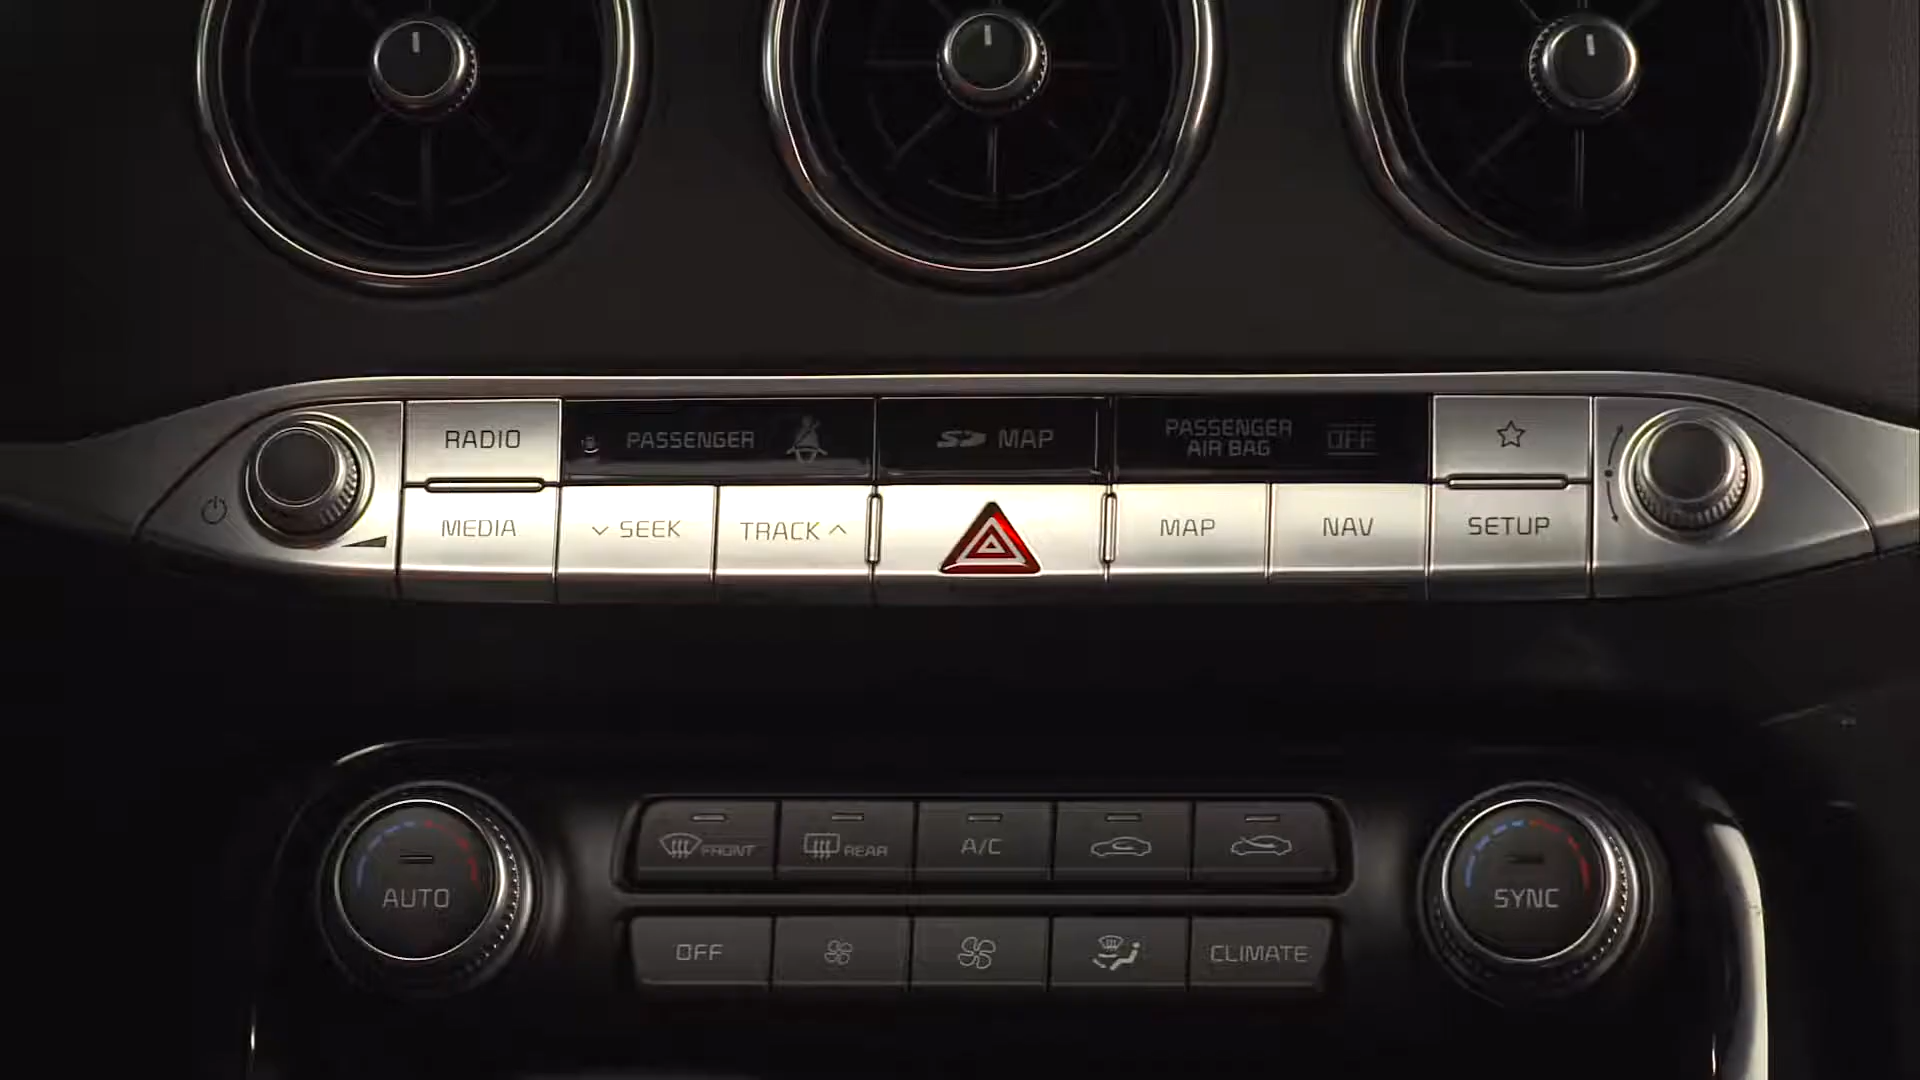 RADIO
PASSENGER
SD MAP
PASSENGER
AIR BAG
OFF
MEDIA
SEEK
TRACK
MAP
NAV
SETUP
FRONT
REAR
A/C
AUTO
SYNC
OFF
CLIMATE